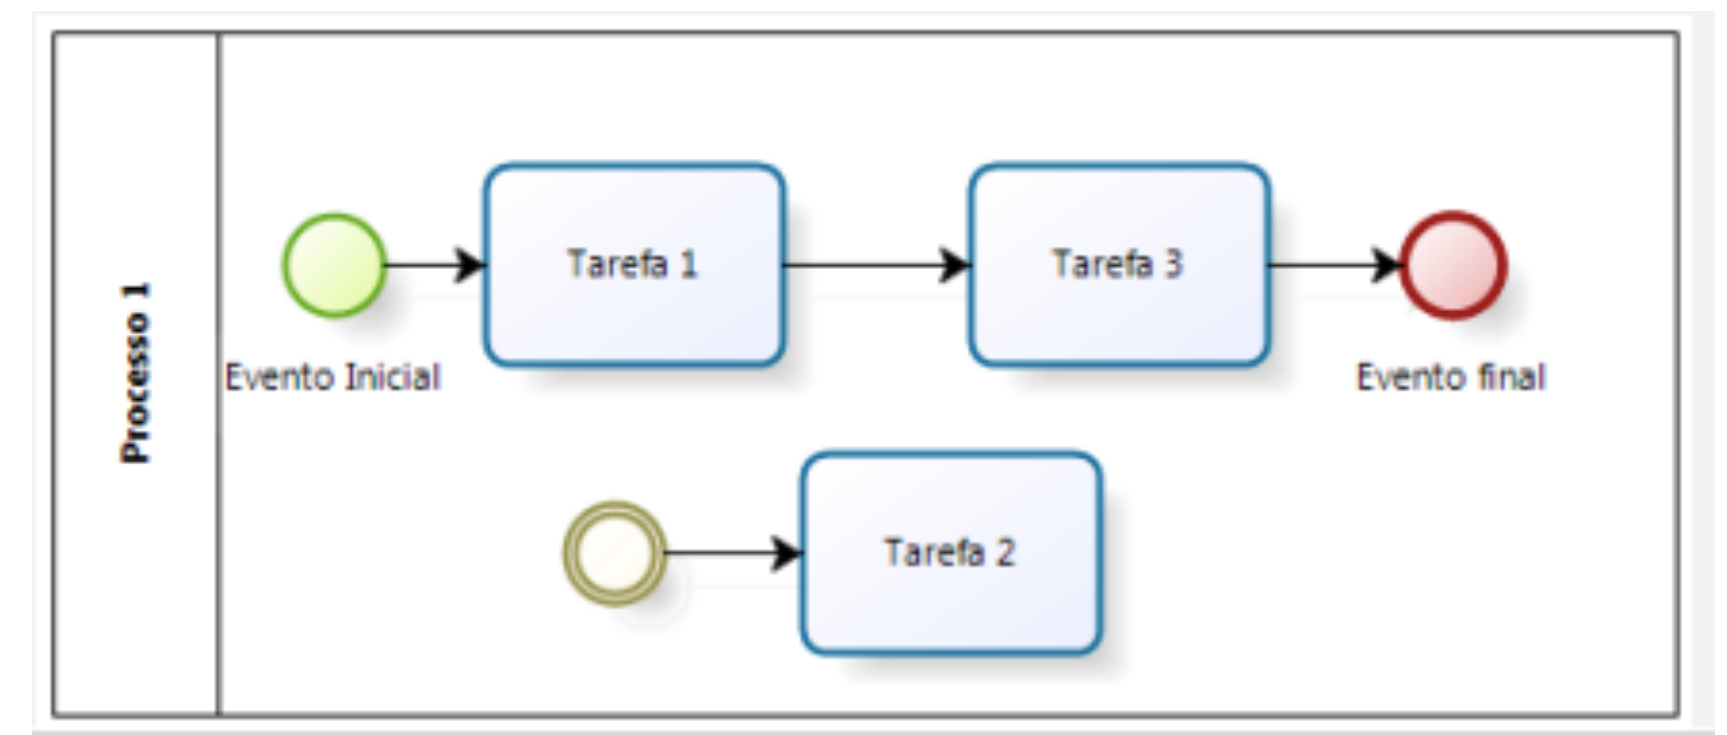 Processo 1
Tarefa 1
Tarefa 3
Evento Inicial
Evento final
Tarefa 2